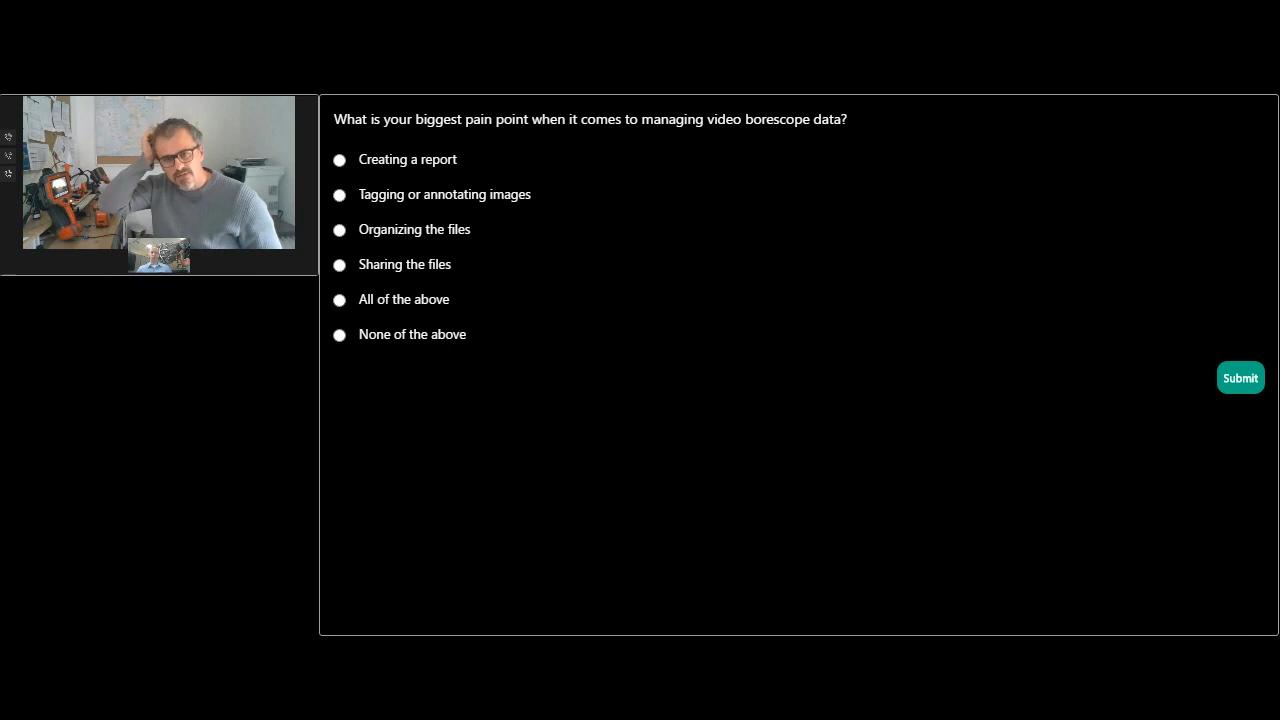 What is your biggest pain point when it comes to managing video borescope data?
Creating a report
Tagging or annotating images
Organizing the files
Sharing the files
All of the above
None of the above
Submit